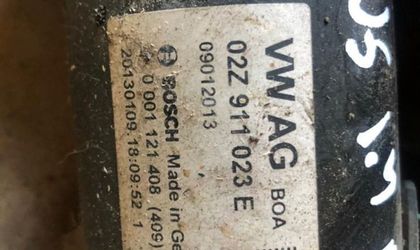 VW AG BOA
02Z 911 023 E
09012013
BOSCH Made in Ge
0 001 121 408 (409)
20130109.18:09:52 1